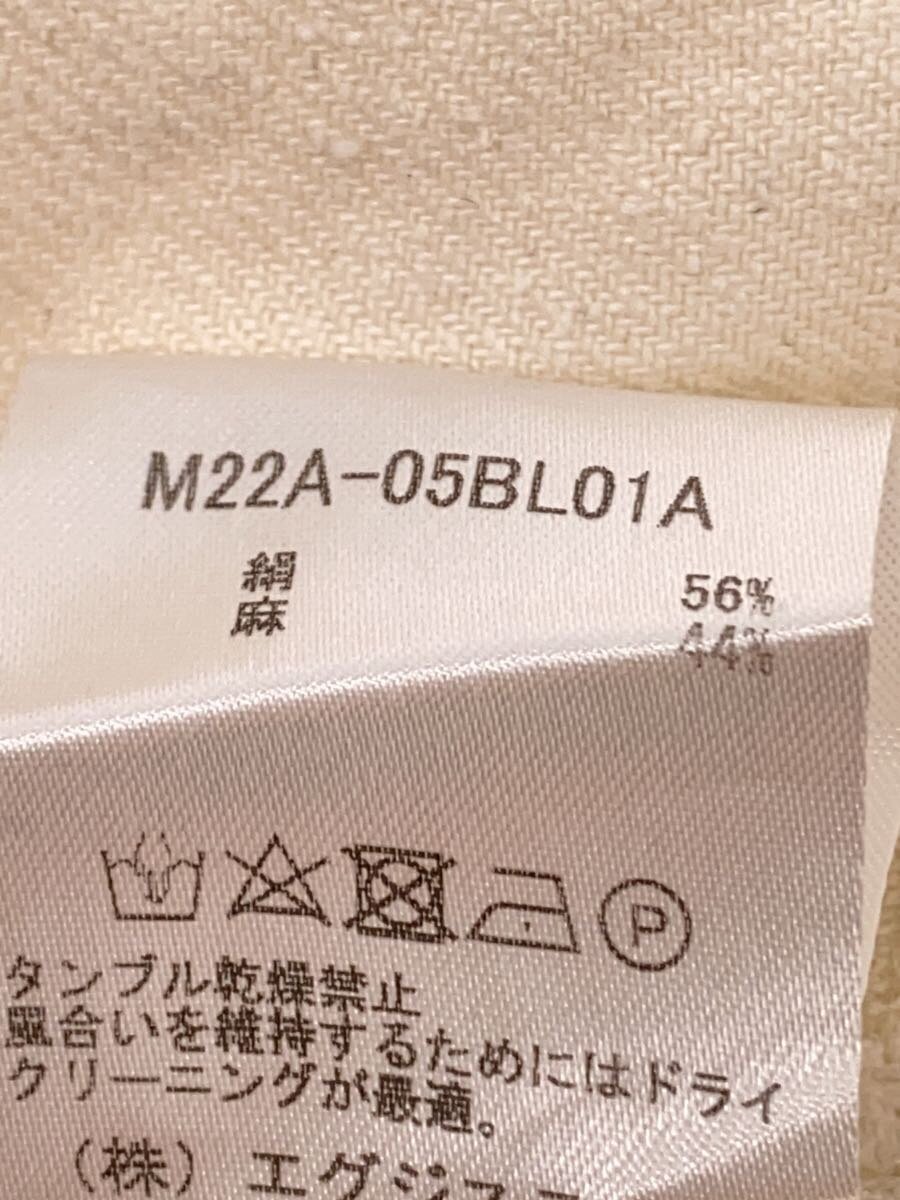 M22A-05BL01A
絹 56%
麻 44%
P
タンブル乾燥禁止
風合いを維持するためにはドライ
クリーニングが最適。
(株) エグジス